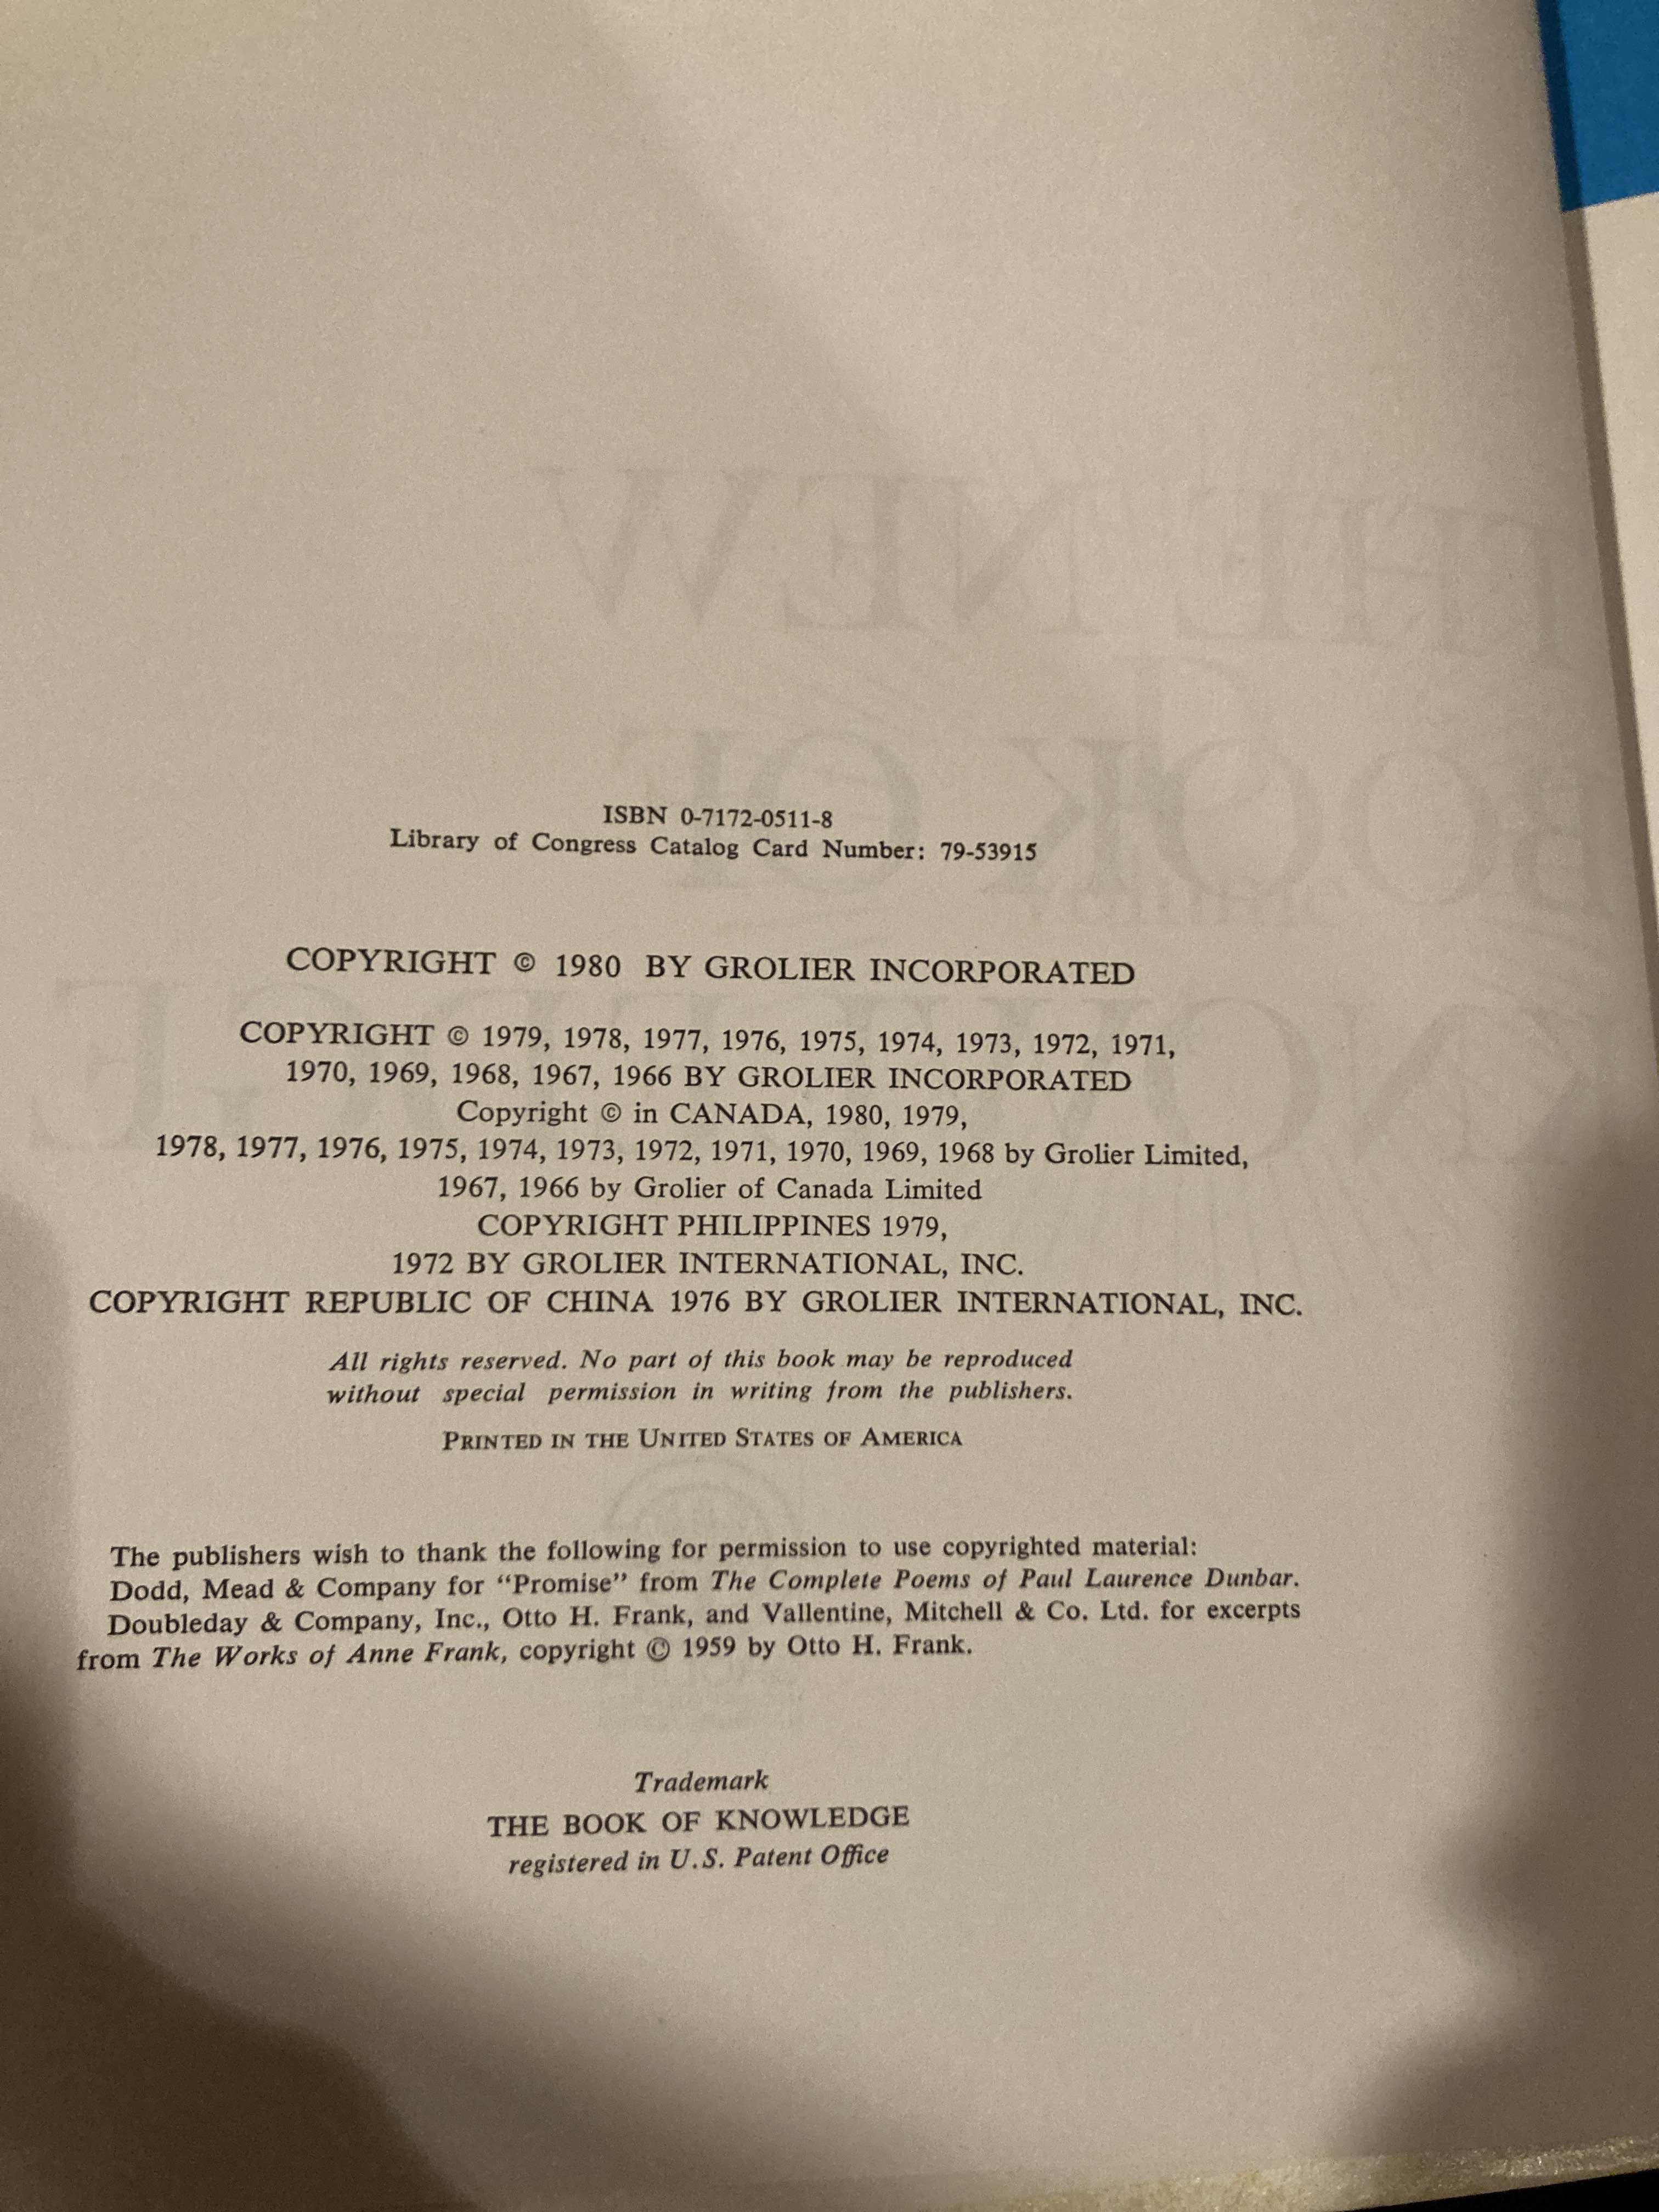 ISBN 0-7172-0511-8
Library of Congress Catalog Card Number: 79-53915
COPYRIGHT © 1980 BY GROLIER INCORPORATED
COPYRIGHT © 1979, 1978, 1977, 1976, 1975, 1974, 1973, 1972, 1971,
1970, 1969, 1968, 1967, 1966 BY GROLIER INCORPORATED
Copyright © in CANADA, 1980, 1979,
1978, 1977, 1976, 1975, 1974, 1973, 1972, 1971, 1970, 1969, 1968 by Grolier Limited,
1967, 1966 by Grolier of Canada Limited
COPYRIGHT PHILIPPINES 1979,
1972 BY GROLIER INTERNATIONAL, INC.
COPYRIGHT REPUBLIC OF CHINA 1976 BY GROLIER INTERNATIONAL, INC.
All rights reserved. No part of this book may be reproduced
without special permission in writing from the publishers.
PRINTED IN THE UNITED STATES OF AMERICA
The publishers wish to thank the following for permission to use copyrighted material:
Dodd, Mead & Company for “Promise” from The Complete Poems of Paul Laurence Dunbar.
Doubleday & Company, Inc., Otto H. Frank, and Vallentine, Mitchell & Co. Ltd. for excerpts
from The Works of Anne Frank, copyright © 1959 by Otto H. Frank.
Trademark
THE BOOK OF KNOWLEDGE
registered in U.S. Patent Office